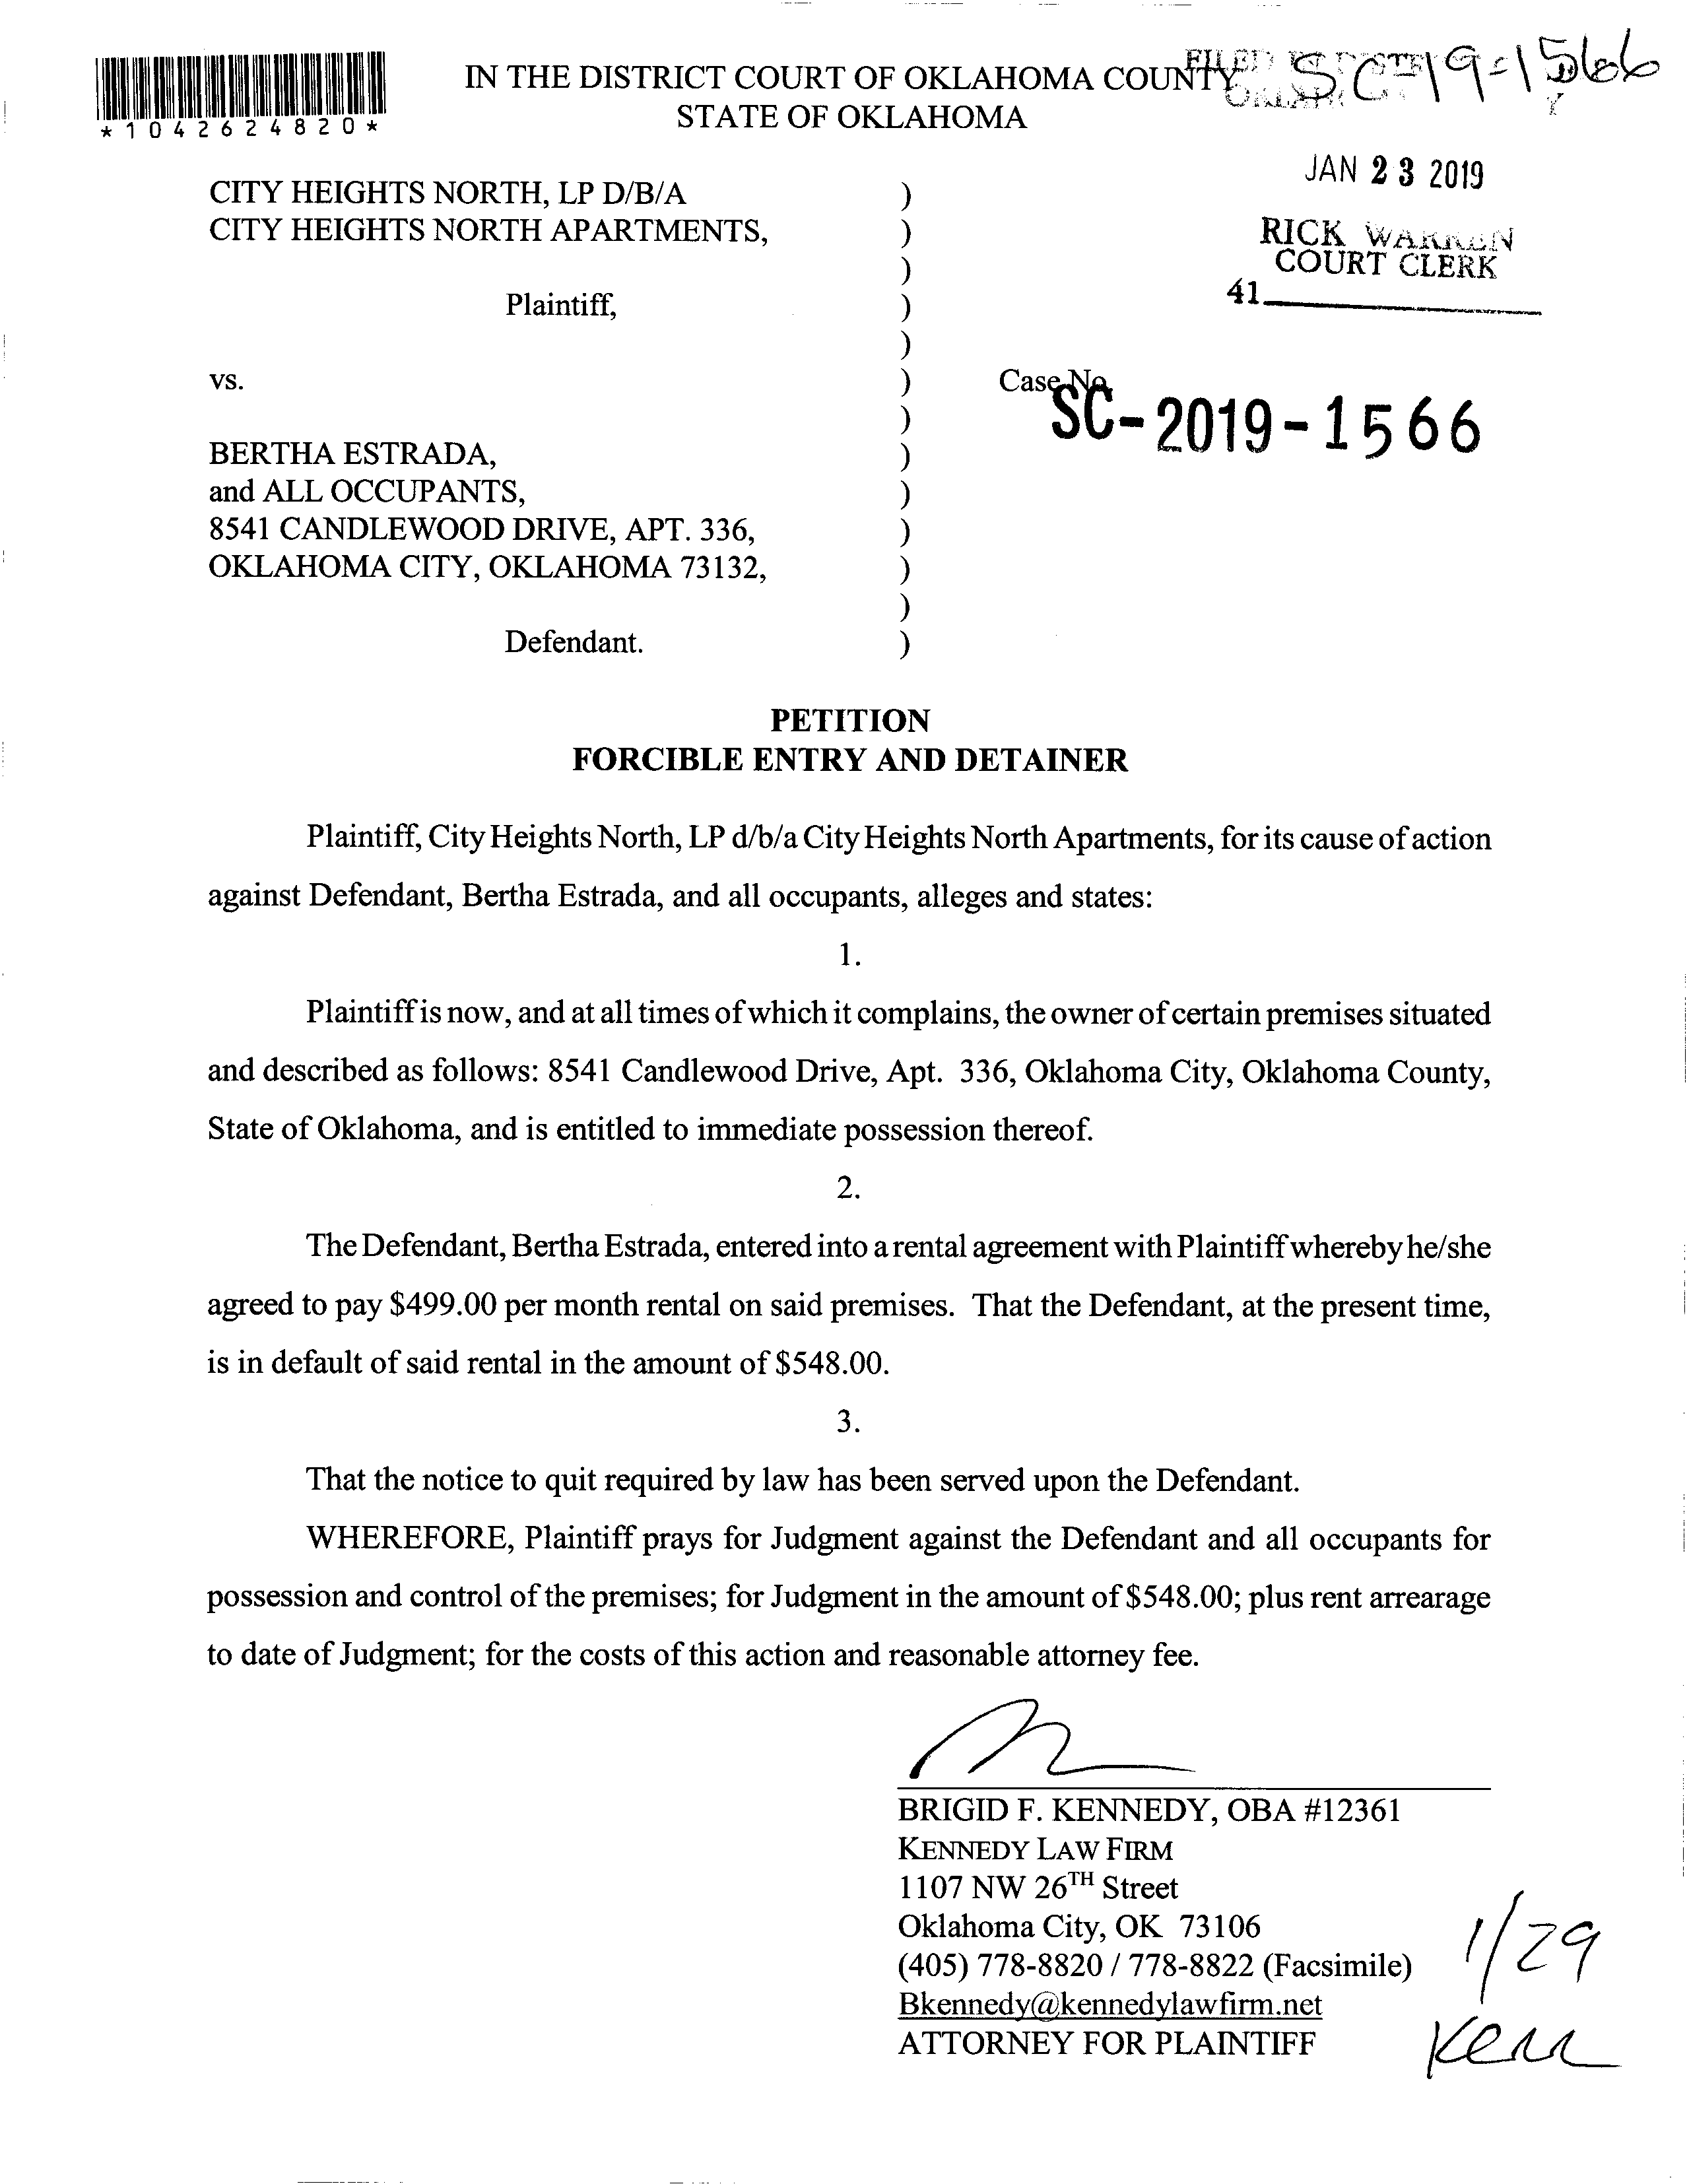 *1042624820*
IN THE DISTRICT COURT OF OKLAHOMA COUNTY
STATE OF OKLAHOMA
SC-19-1566
JAN 23 2019
RICK WARREN
COURT CLERK
41
CITY HEIGHTS NORTH, LP D/B/A )
CITY HEIGHTS NORTH APARTMENTS, )
)
Plaintiff, )
)
vs. ) Case No.
SC-2019-1566
)
BERTHA ESTRADA, )
and ALL OCCUPANTS, )
8541 CANDLEWOOD DRIVE, APT. 336, )
OKLAHOMA CITY, OKLAHOMA 73132, )
)
Defendant. )
PETITION
FORCIBLE ENTRY AND DETAINER
Plaintiff, City Heights North, LP d/b/a City Heights North Apartments, for its cause of action
against Defendant, Bertha Estrada, and all occupants, alleges and states:
1.
Plaintiff is now, and at all times of which it complains, the owner of certain premises situated
and described as follows: 8541 Candlewood Drive, Apt. 336, Oklahoma City, Oklahoma County,
State of Oklahoma, and is entitled to immediate possession thereof.
2.
The Defendant, Bertha Estrada, entered into a rental agreement with Plaintiff whereby he/she
agreed to pay $499.00 per month rental on said premises. That the Defendant, at the present time,
is in default of said rental in the amount of $548.00.
3.
That the notice to quit required by law has been served upon the Defendant.
WHEREFORE, Plaintiff prays for Judgment against the Defendant and all occupants for
possession and control of the premises; for Judgment in the amount of $548.00; plus rent arrearage
to date of Judgment; for the costs of this action and reasonable attorney fee.
BRIGID F. KENNEDY, OBA #12361
KENNEDY LAW FIRM
1107 NW 26TH Street
Oklahoma City, OK 73106
(405) 778-8820 / 778-8822 (Facsimile)
Bkennedy@kennedylawfirm.net
ATTORNEY FOR PLAINTIFF
1/29